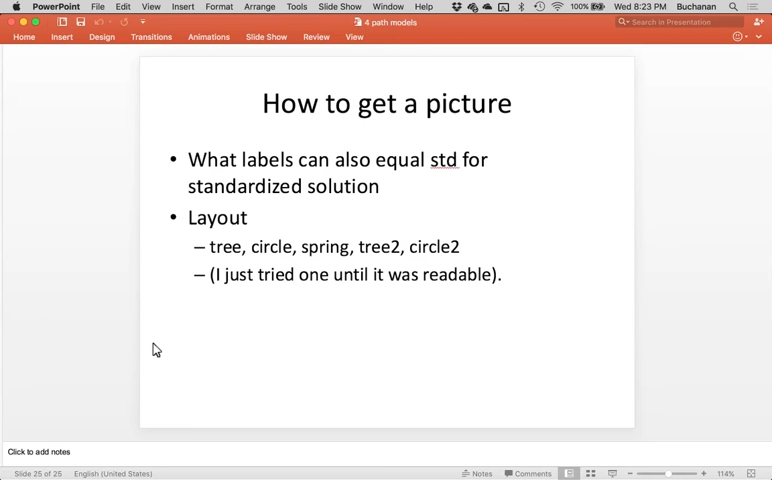 PowerPoint File Edit View Insert Format Arrange Tools Slide Show Window Help 100% Wed 8:23 PM Buchanan
4 path models
Search in Presentation
Home Insert Design Transitions Animations Slide Show Review View
How to get a picture
• What labels can also equal std for
standardized solution
• Layout
– tree, circle, spring, tree2, circle2
– (I just tried one until it was readable).
Click to add notes
Slide 25 of 25 English (United States) Notes Comments 114%